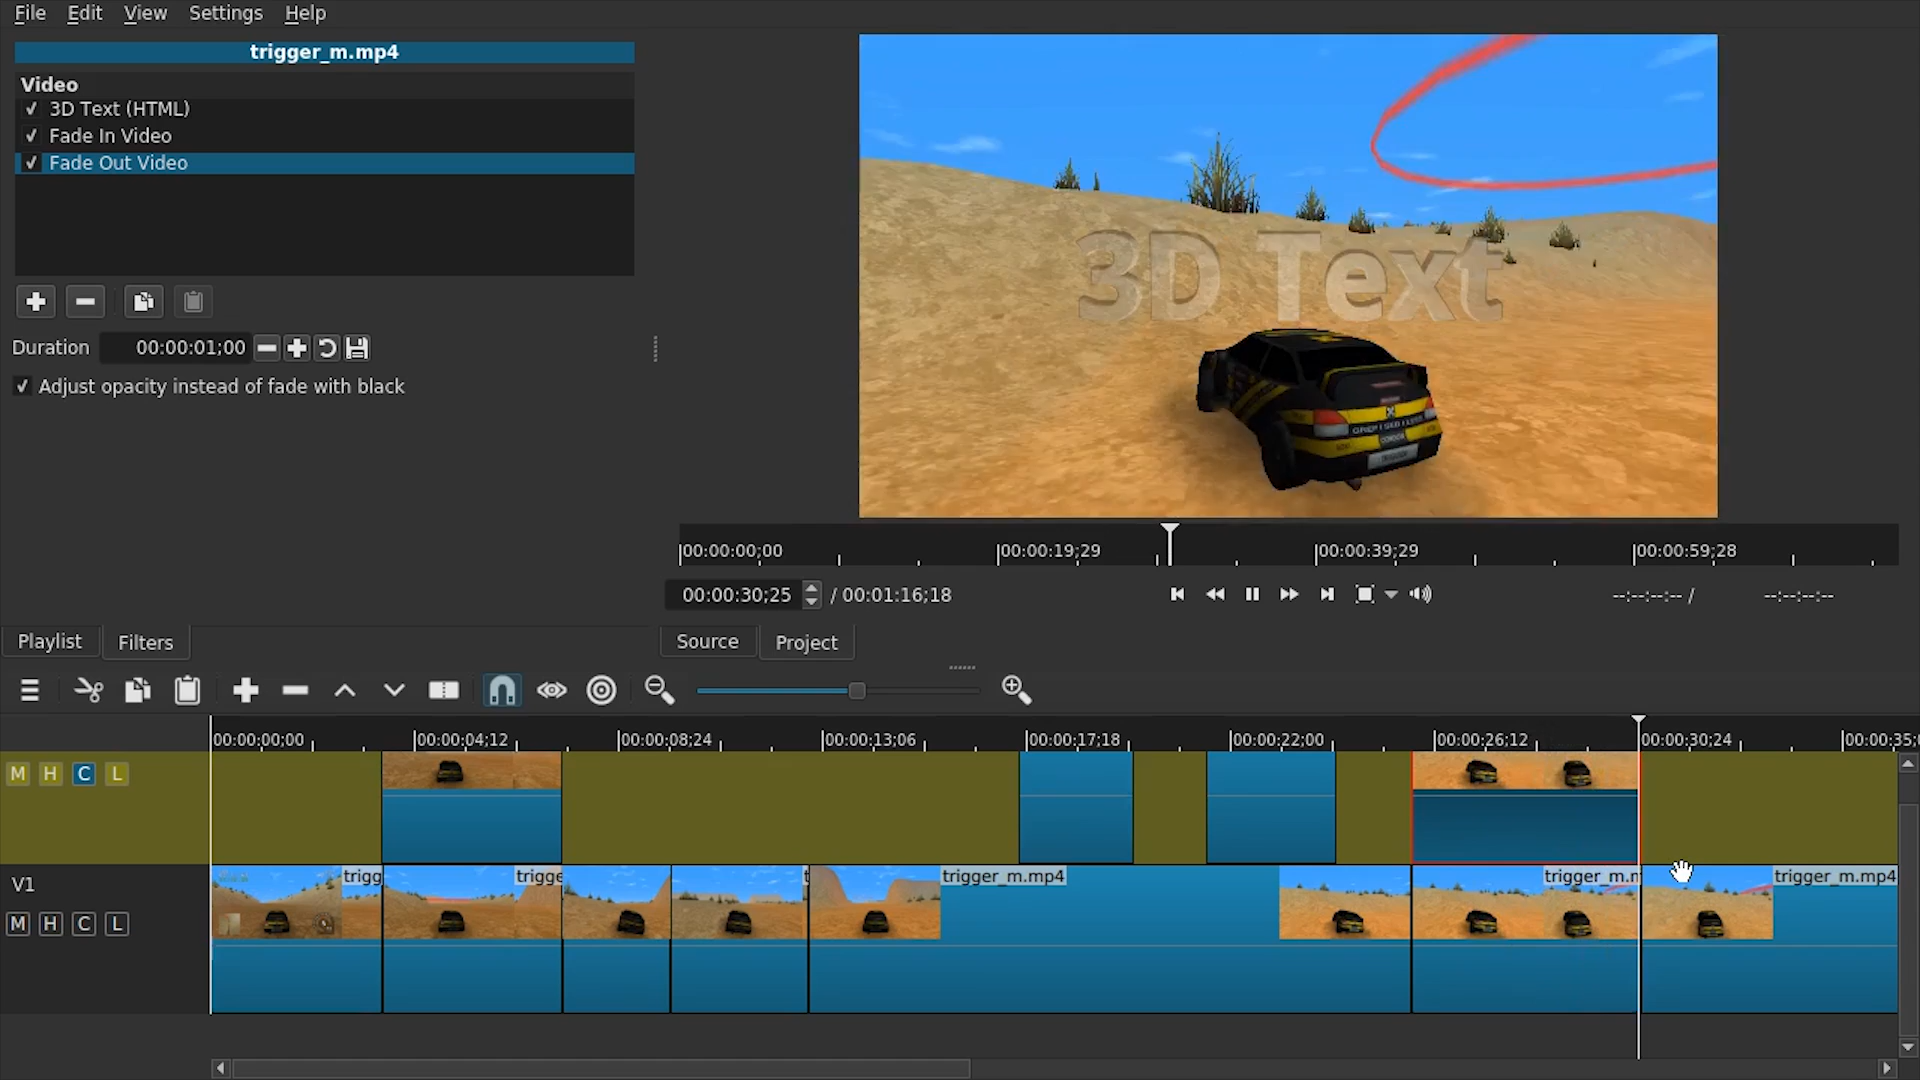 File Edit View Settings Help
trigger_m.mp4
Video
3D Text (HTML)
Fade In Video
Fade Out Video
Duration 00:00:01;00
Adjust opacity instead of fade with black
3D Text
00:00:00;00 00:00:19;29 00:00:39;29 00:00:59;28
00:00:30;25 / 00:01:16;18 --:--:--:-- / --:--:--:--
Playlist Filters Source Project
00:00:00;00 00:00:04;12 00:00:08;24 00:00:13;06 00:00:17;18 00:00:22;00 00:00:26;12 00:00:30;24 00:00:35;
M H C L
V1 trigg trigge t trigger_m.mp4 trigger_m.m trigger_m.mp4
M H C L